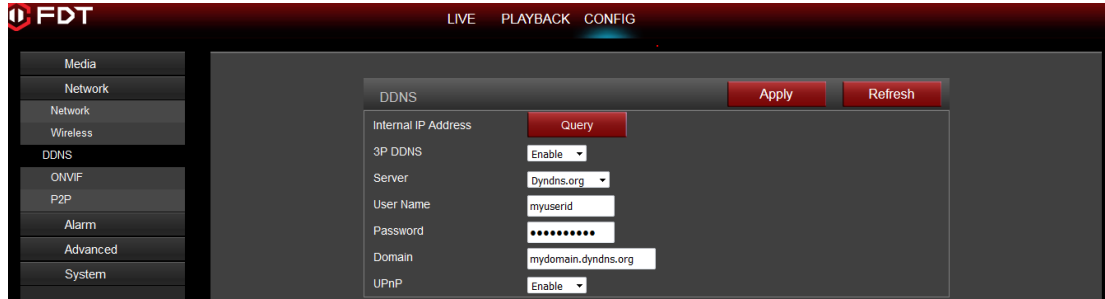 FDT
LIVE PLAYBACK CONFIG
Media
Network
Network
Wireless
DDNS
ONVIF
P2P
Alarm
Advanced
System
DDNS Apply Refresh
Internal IP Address Query
3P DDNS Enable
Server Dyndns.org
User Name myuserid
Password ••••••••••
Domain mydomain.dyndns.org
UPnP Enable